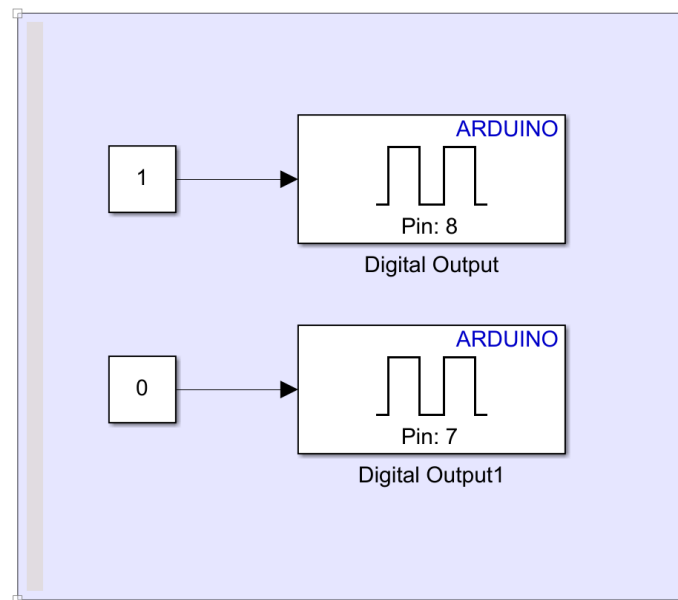 ARDUINO
1
Pin: 8
Digital Output
ARDUINO
0
Pin: 7
Digital Output1